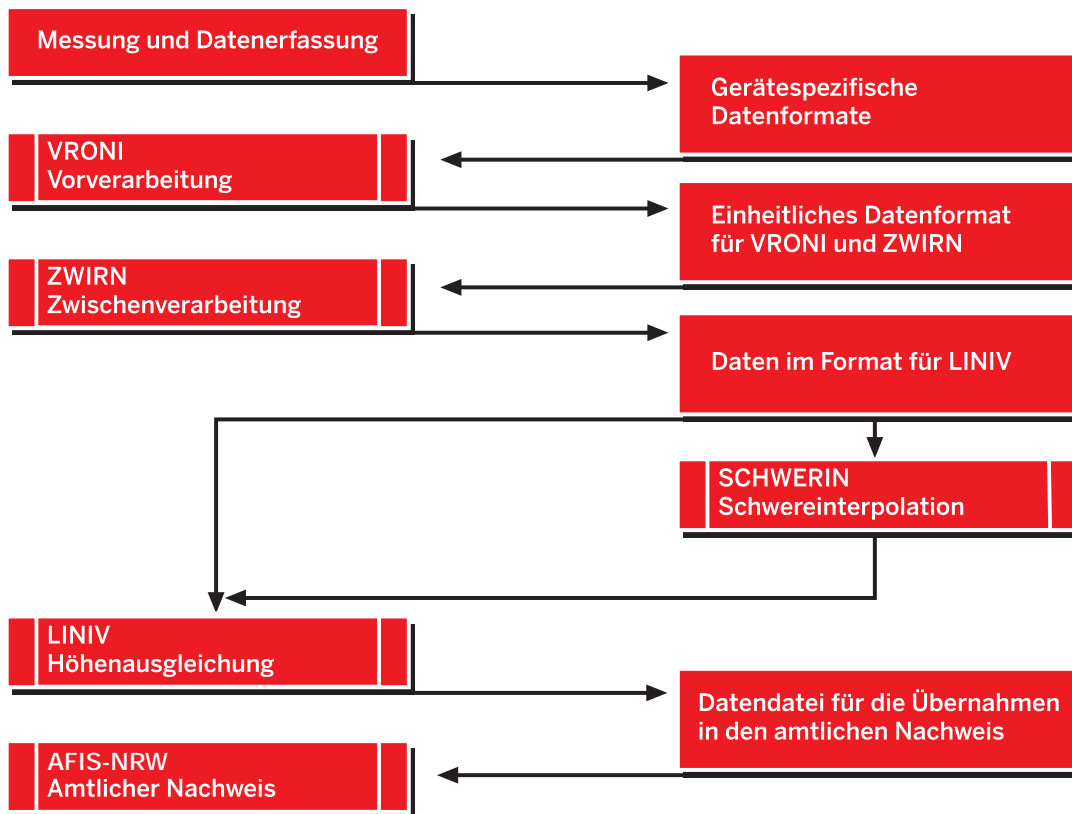 Messung und Datenerfassung
Gerätespezifische
Datenformate
VRONI
Vorverarbeitung
Einheitliches Datenformat
für VRONI und ZWIRN
ZWIRN
Zwischenverarbeitung
Daten im Format für LINIV
SCHWERIN
Schwereinterpolation
LINIV
Höhenausgleichung
Datendatei für die Übernahmen
in den amtlichen Nachweis
AFIS-NRW
Amtlicher Nachweis